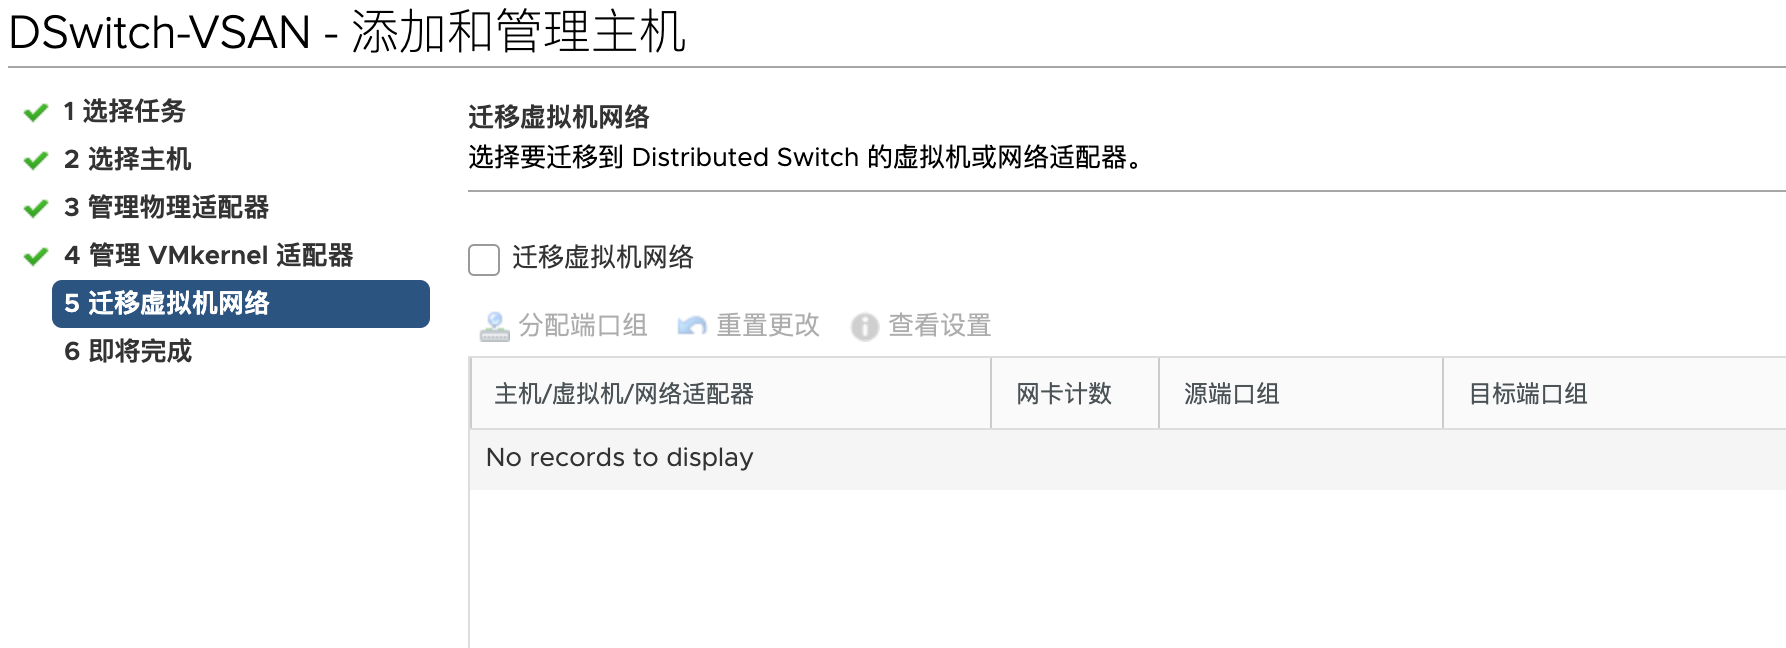 DSwitch-VSAN - 添加和管理主机
1 选择任务
2 选择主机
3 管理物理适配器
4 管理 VMkernel 适配器
5 迁移虚拟机网络
6 即将完成
迁移虚拟机网络
选择要迁移到 Distributed Switch 的虚拟机或网络适配器。
迁移虚拟机网络
分配端口组 重置更改 查看设置
主机/虚拟机/网络适配器 网卡计数 源端口组 目标端口组
No records to display